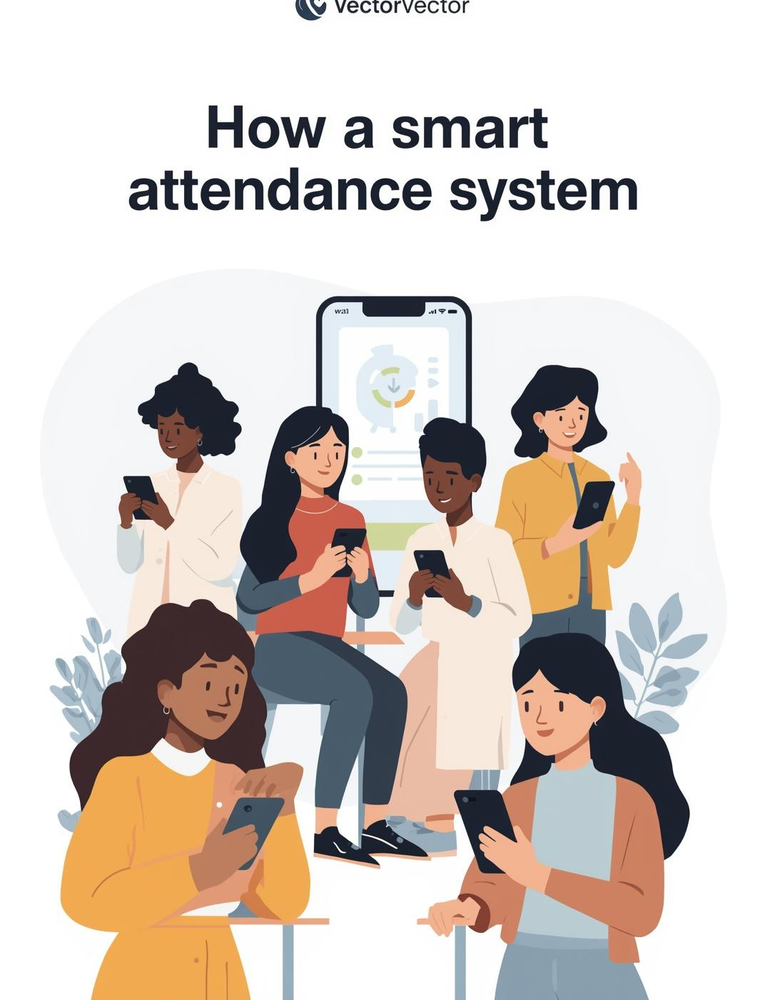 VectorVector
How a smart
attendance system